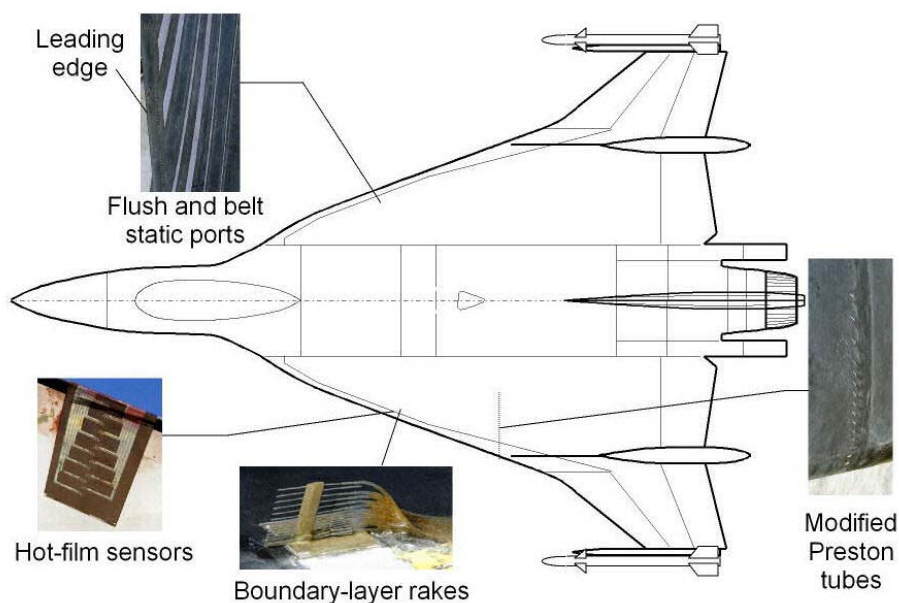 Leading
edge
Flush and belt
static ports
Hot-film sensors
Boundary-layer rakes
Modified
Preston
tubes